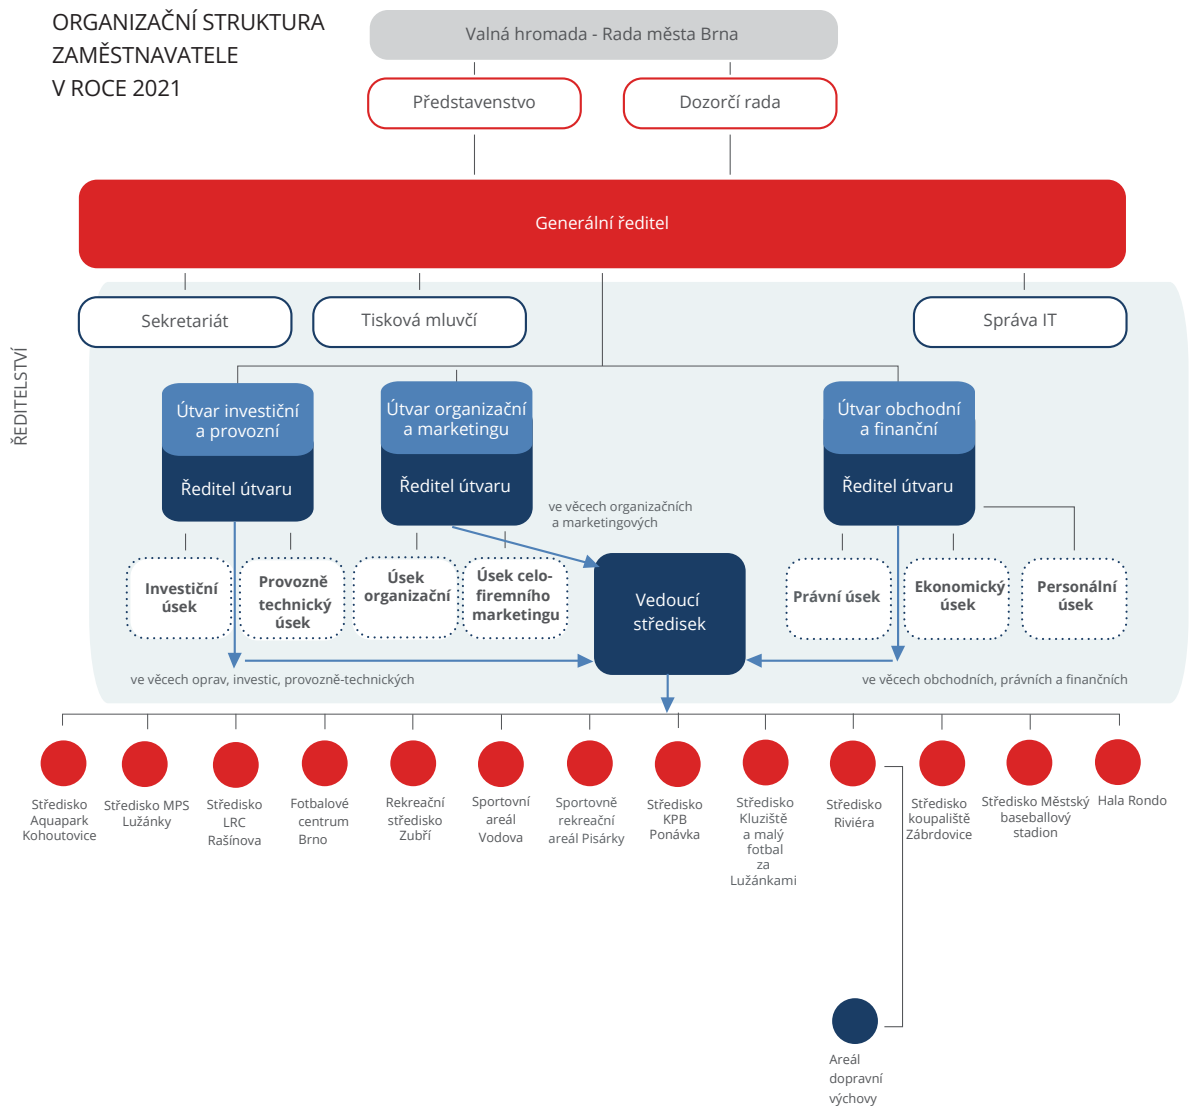 ORGANIZAČNÍ STRUKTURA
ZAMĚSTNAVATELE
V ROCE 2021
Valná hromada - Rada města Brna
Představenstvo
Dozorčí rada
Generální ředitel
ŘEDITELSTVÍ
Sekretariát
Tisková mluvčí
Správa IT
Útvar investiční
a provozní
Ředitel útvaru
Útvar organizační
a marketingu
Ředitel útvaru
Útvar obchodní
a finanční
Ředitel útvaru
ve věcech organizačních
a marketingových
Investiční
úsek
Provozně
technický
úsek
Úsek
organizační
Úsek celo-
firemního
marketingu
Vedoucí
středisek
Právní úsek
Ekonomický
úsek
Personální
úsek
ve věcech oprav, investic, provozně-technických
ve věcech obchodních, právních a finančních
Středisko
Aquapark
Kohoutovice
Středisko MPS
Lužánky
Středisko
LRC
Rašínova
Fotbalové
centrum
Brno
Rekreační
středisko
Zubří
Sportovní
areál
Vodova
Sportovně
rekreační
areál Pisárky
Středisko
KPB
Ponávka
Středisko
Kluziště
a malý
fotbal
za
Lužánkami
Středisko
Riviéra
Středisko
koupaliště
Zábrdovice
Středisko Městský
baseballový
stadion
Hala Rondo
Areál
dopravní
výchovy